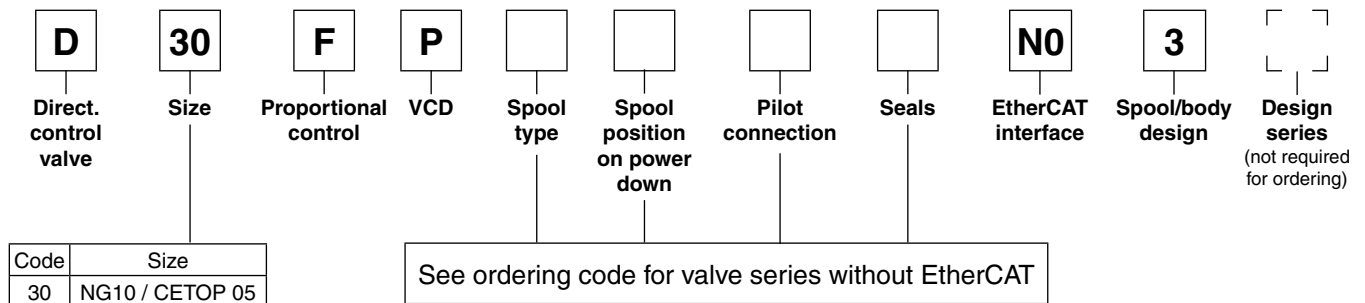 D 30 F P N0 3
Direct. control valve
Size
Proportional control
VCD
Spool type
Spool position on power down
Pilot connection
Seals
EtherCAT interface
Spool/body design
Design series (not required for ordering)
Code Size
30 NG10 / CETOP 05
See ordering code for valve series without EtherCAT